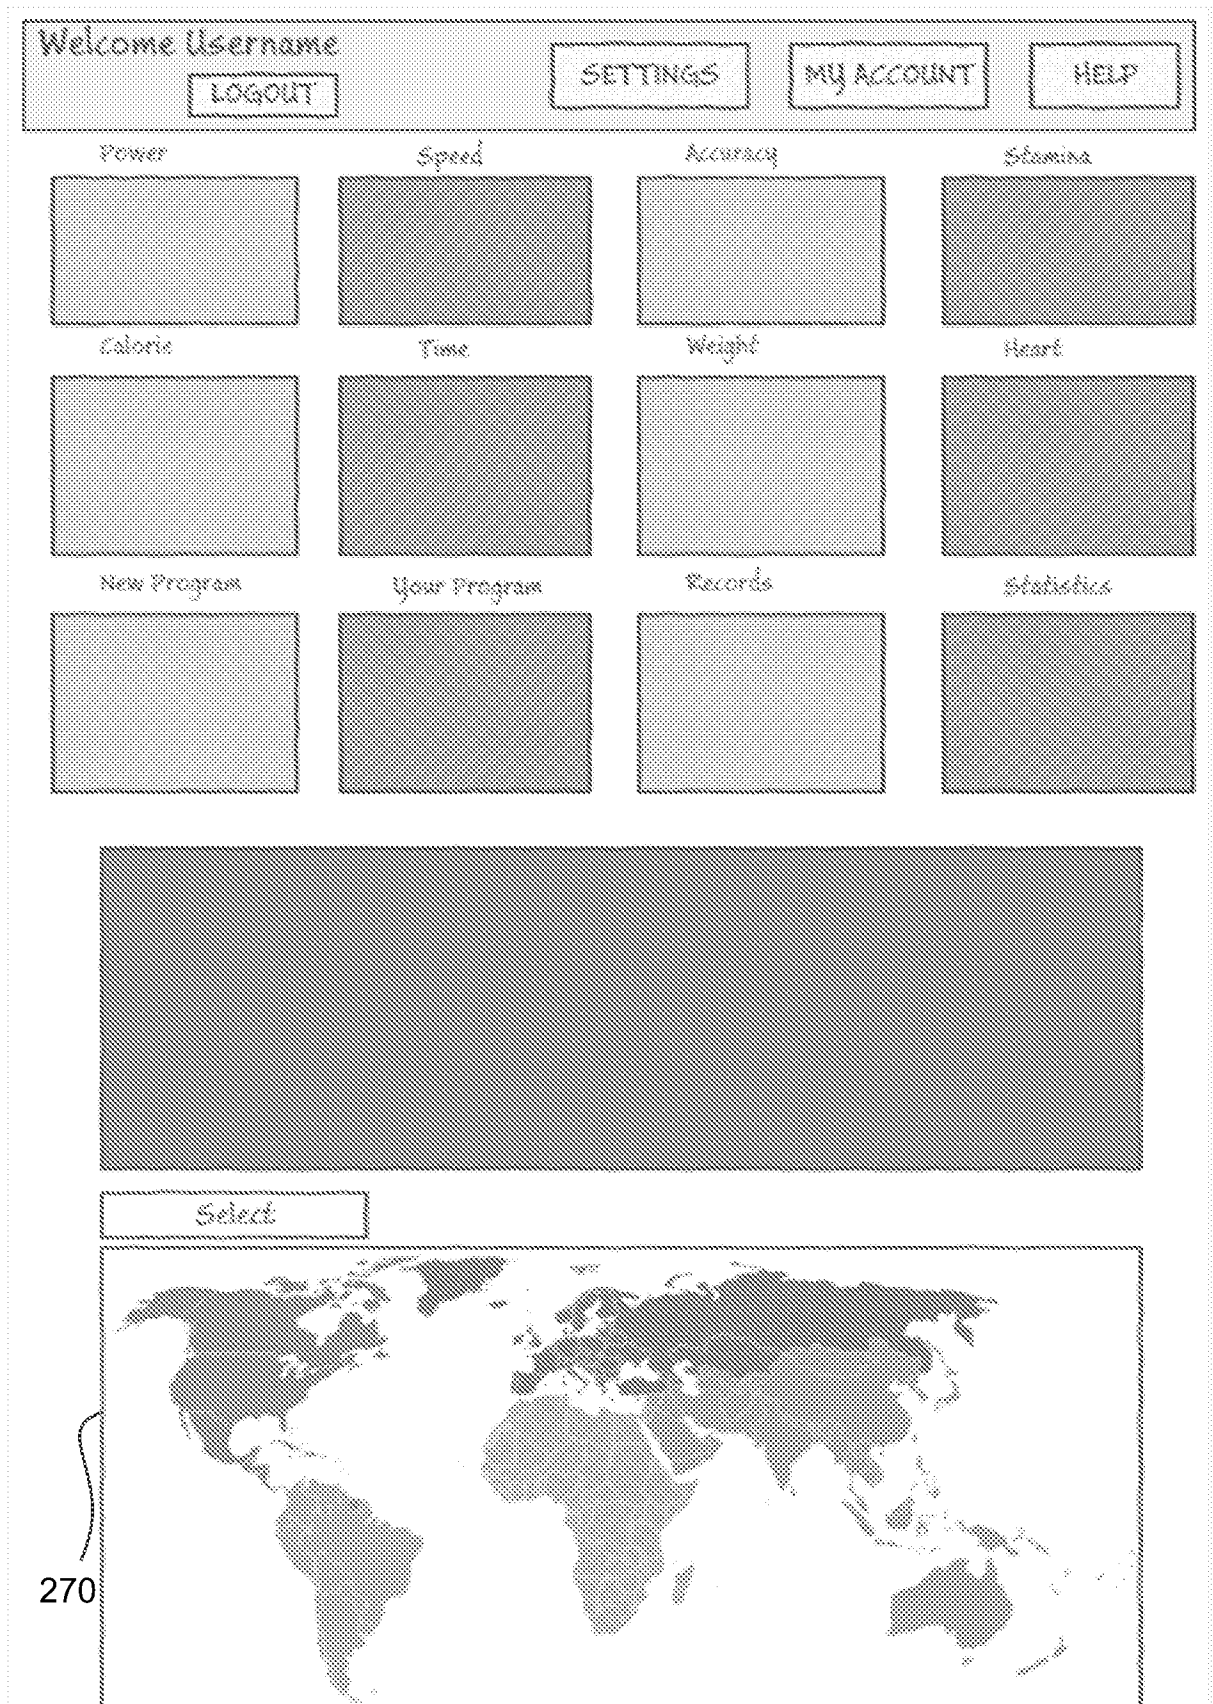 Welcome Username
LOGOUT
SETTINGS
MY ACCOUNT
HELP
Power
Speed
Accuracy
Stamina
Calorie
Time
Weight
Heart
New Program
Your Program
Records
Statistics
Select
270